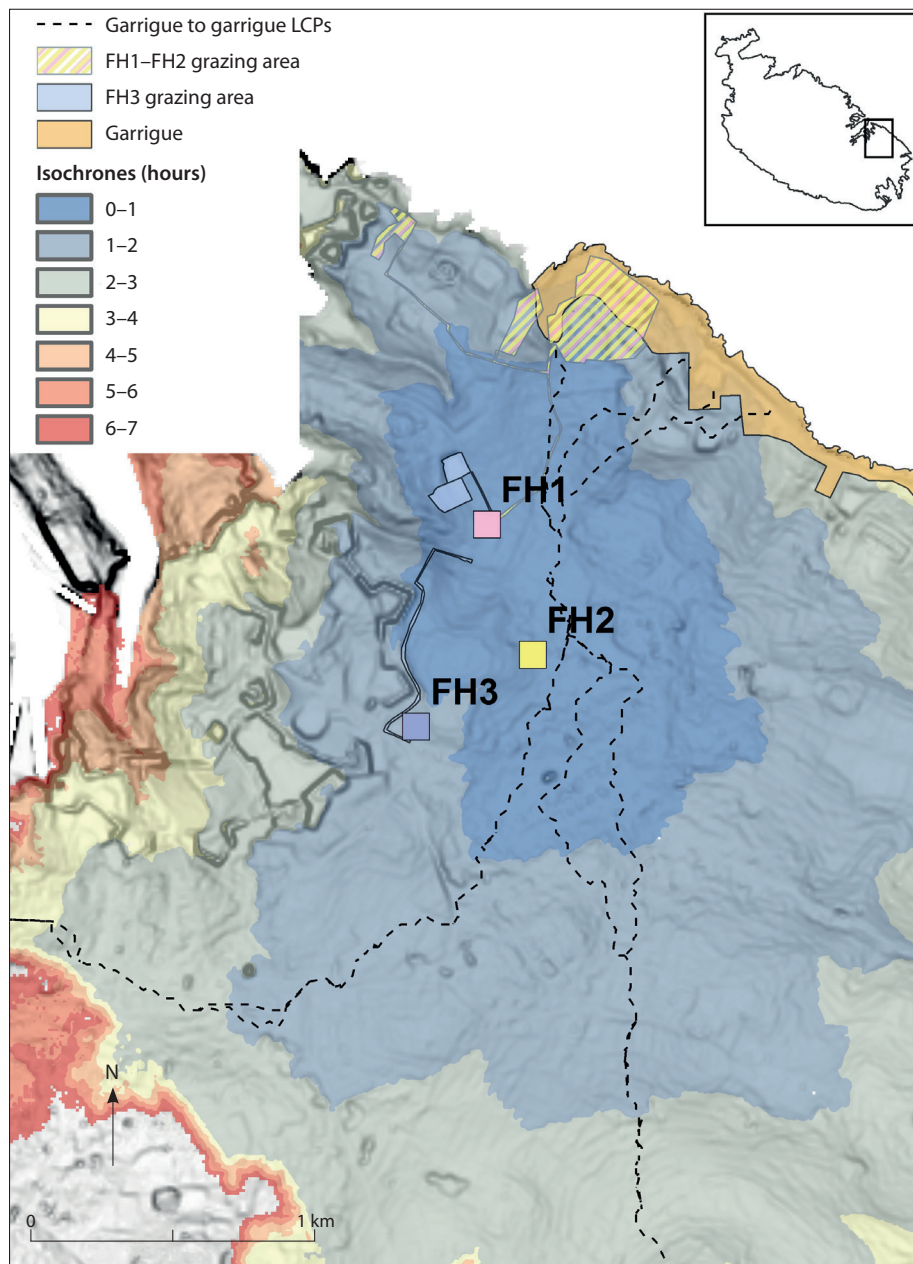 Garrigue to garrigue LCPs
FH1–FH2 grazing area
FH3 grazing area
Garrigue
Isochrones (hours)
0–1
1–2
2–3
3–4
4–5
5–6
6–7
FH1
FH2
FH3
N
0
1 km